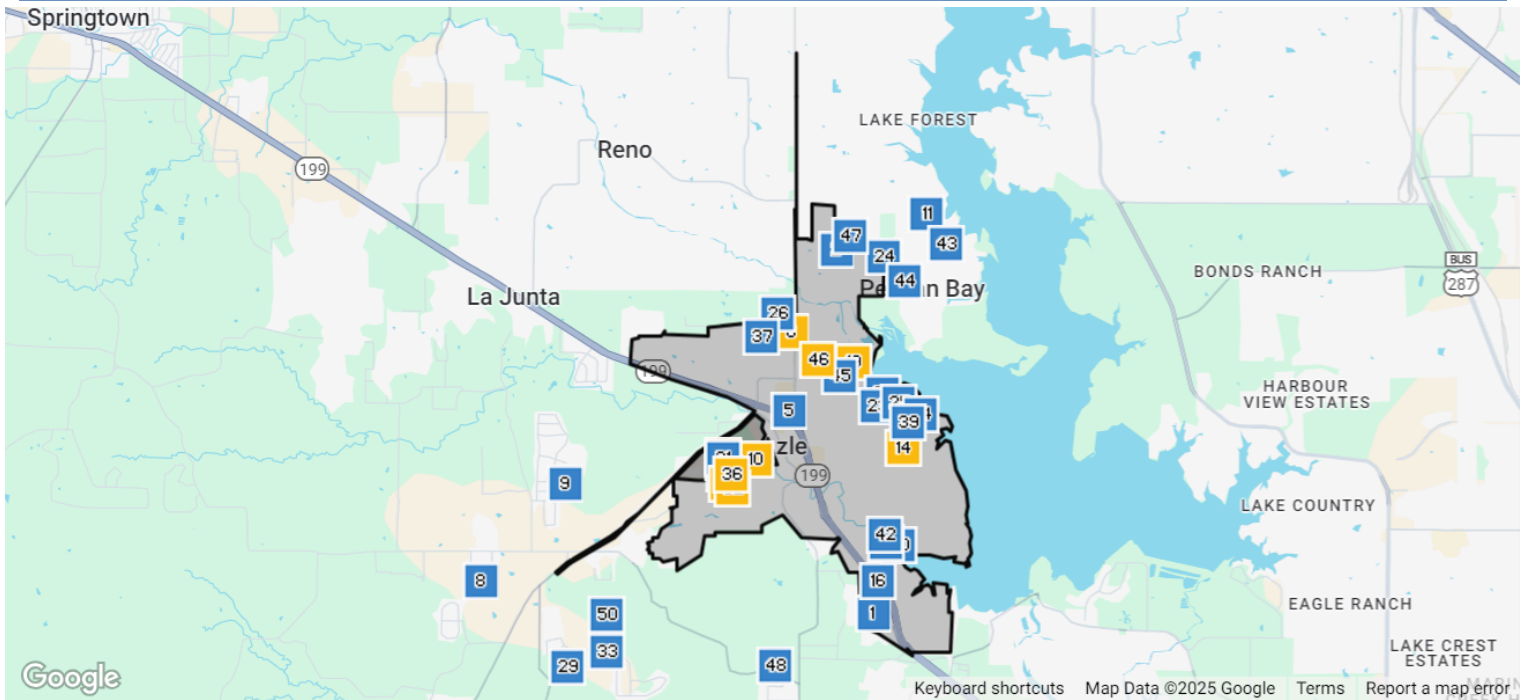 Springtown
LAKE FOREST
Reno
199
11
47
43
24
BONDS RANCH
BUS
287
44
La Junta
26
37
46
199
HARBOUR
VIEW ESTATES
45
5
39
14
10
36
199
9
LAKE COUNTRY
42
8
16
EAGLE RANCH
50
1
33
LAKE CREST
ESTATES
29
48
Google
Keyboard shortcuts
Map Data ©2025 Google
Terms
Report a map error